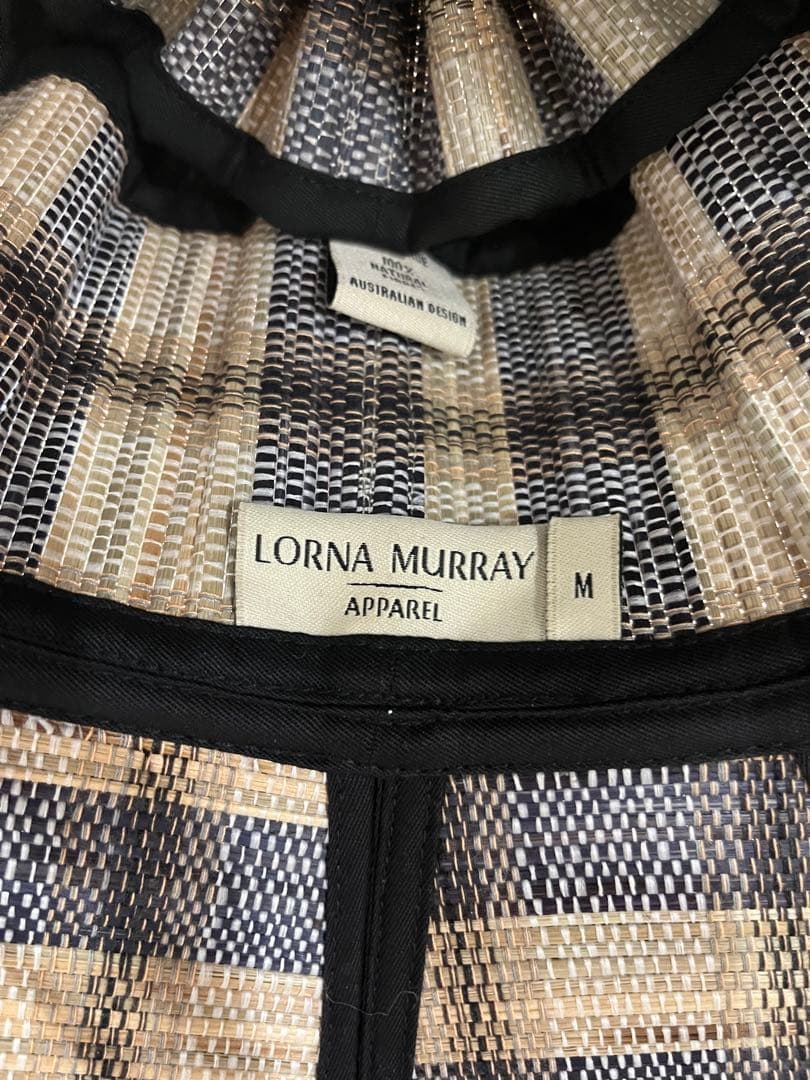 100%
NATURAL
AUSTRALIAN DESIGN
LORNA MURRAY
APPAREL
M